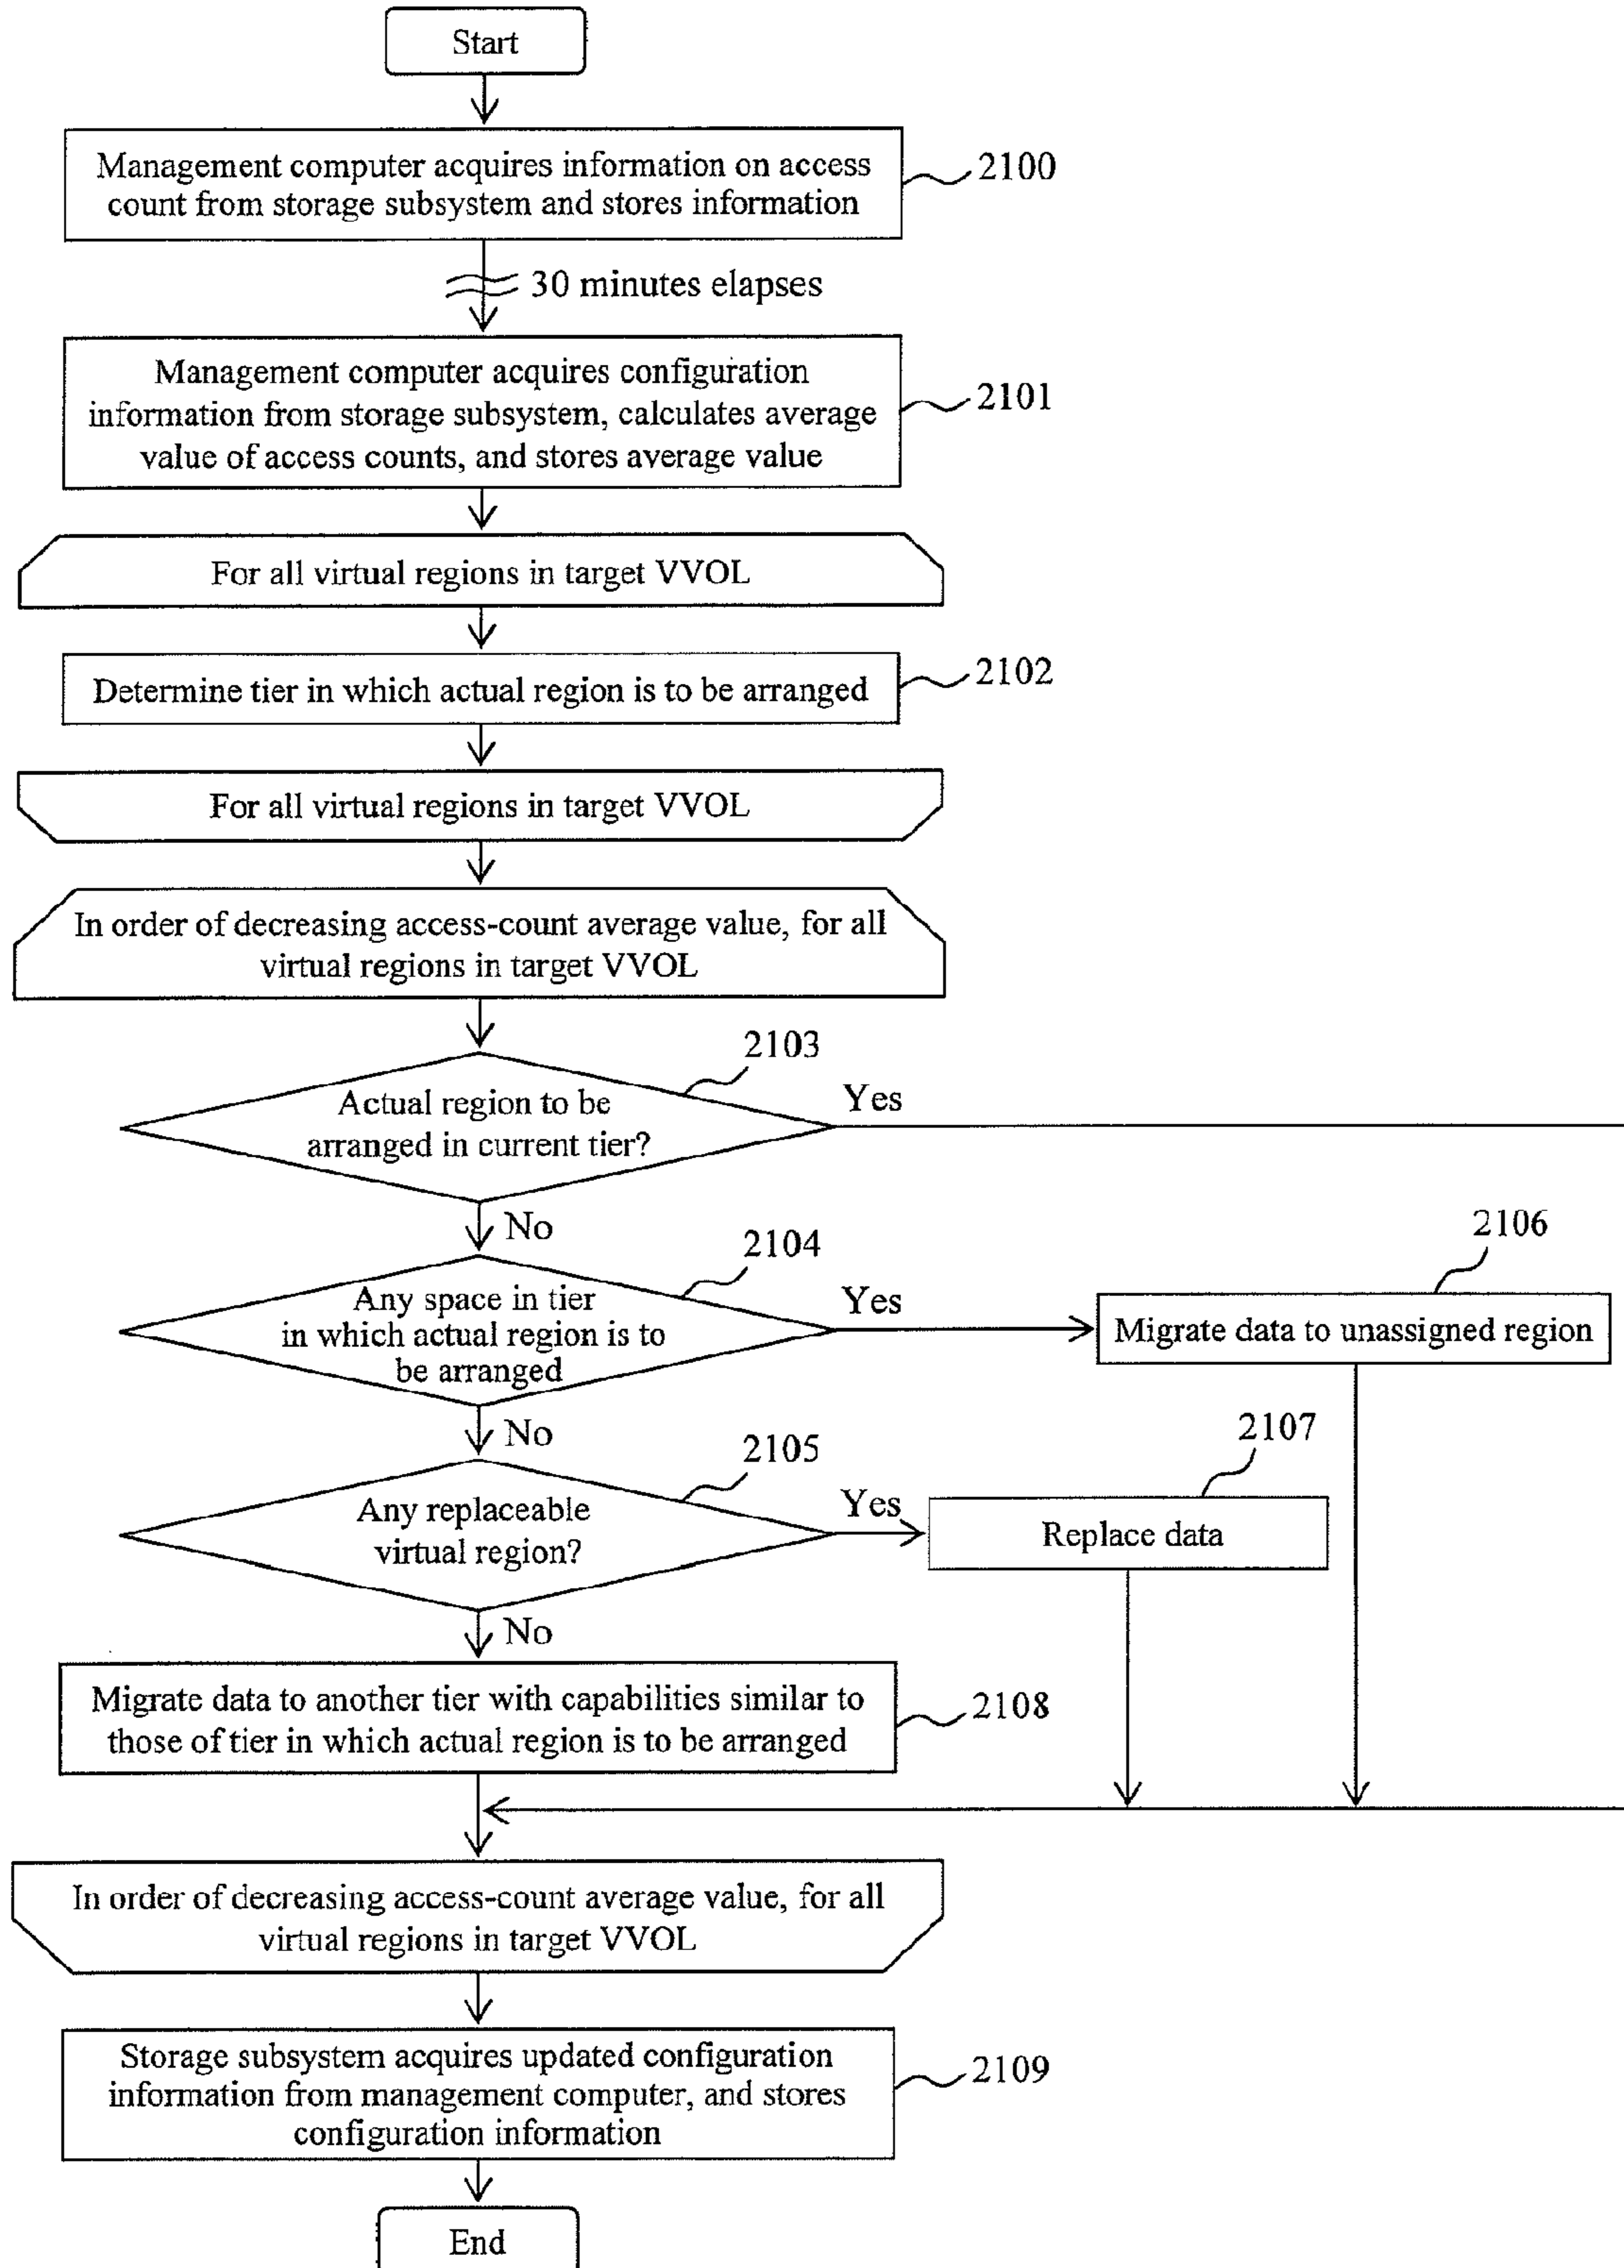 Start
Management computer acquires information on access
count from storage subsystem and stores information
2100
30 minutes elapses
Management computer acquires configuration
information from storage subsystem, calculates average
value of access counts, and stores average value
2101
For all virtual regions in target VVOL
Determine tier in which actual region is to be arranged
2102
For all virtual regions in target VVOL
In order of decreasing access-count average value, for all
virtual regions in target VVOL
2103
Actual region to be
arranged in current tier?
Yes
No
2104
Any space in tier
in which actual region is to
be arranged
Yes
2106
Migrate data to unassigned region
No
2105
Any replaceable
virtual region?
Yes
2107
Replace data
No
Migrate data to another tier with capabilities similar to
those of tier in which actual region is to be arranged
2108
In order of decreasing access-count average value, for all
virtual regions in target VVOL
Storage subsystem acquires updated configuration
information from management computer, and stores
configuration information
2109
End